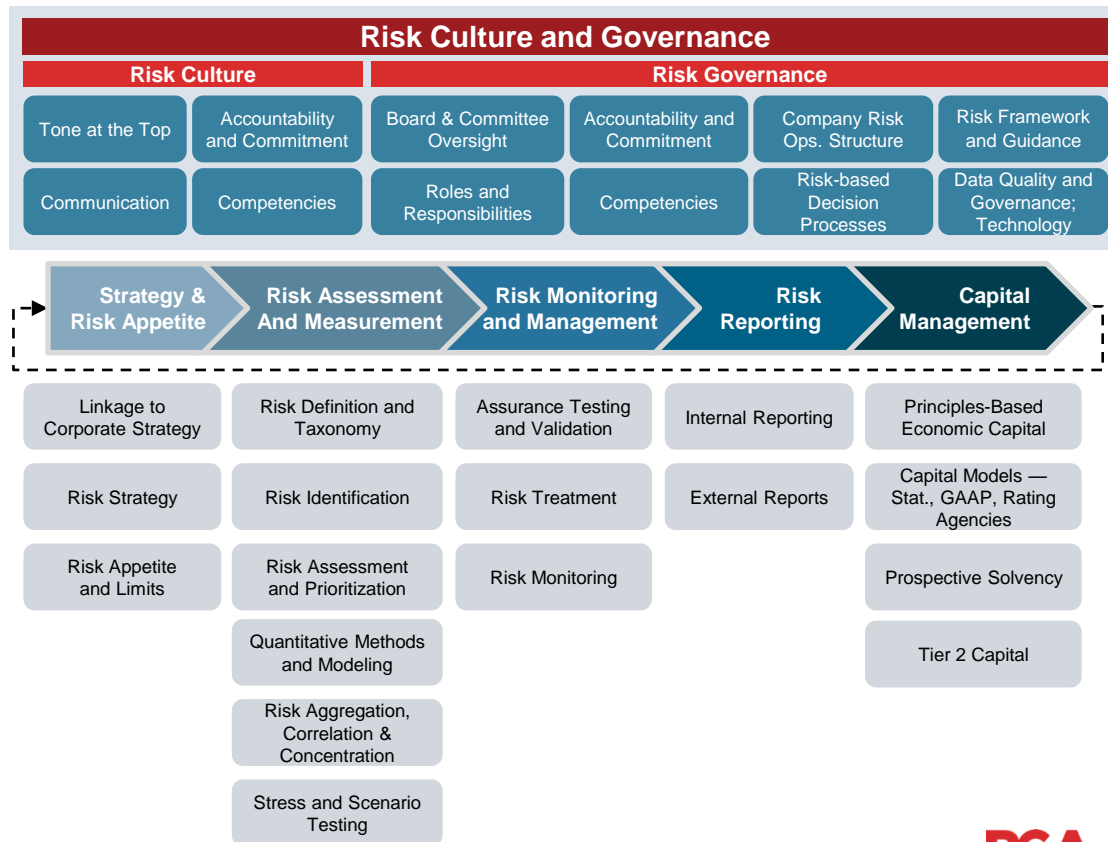 Risk Culture and Governance
Risk Culture
Risk Governance
Tone at the Top
Accountability
and Commitment
Board & Committee
Oversight
Accountability and
Commitment
Company Risk
Ops. Structure
Risk Framework
and Guidance
Communication
Competencies
Roles and
Responsibilities
Competencies
Risk-based
Decision
Processes
Data Quality and
Governance;
Technology
Strategy &
Risk Appetite
Risk Assessment
And Measurement
Risk Monitoring
and Management
Risk
Reporting
Capital
Management
Linkage to
Corporate Strategy
Risk Strategy
Risk Appetite
and Limits
Risk Definition and
Taxonomy
Risk Identification
Risk Assessment
and Prioritization
Quantitative Methods
and Modeling
Risk Aggregation,
Correlation &
Concentration
Stress and Scenario
Testing
Assurance Testing
and Validation
Risk Treatment
Risk Monitoring
Internal Reporting
External Reports
Principles-Based
Economic Capital
Capital Models —
Stat., GAAP, Rating
Agencies
Prospective Solvency
Tier 2 Capital